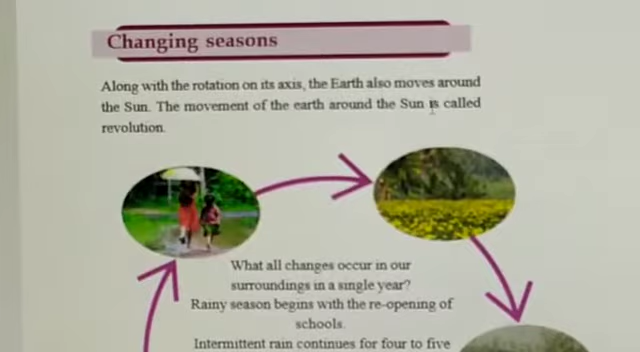 Changing seasons
Along with the rotation on its axis, the Earth also moves around
the Sun. The movement of the earth around the Sun is called
revolution.
What all changes occur in our
surroundings in a single year?
Rainy season begins with the re-opening of
schools.
Intermittent rain continues for four to five